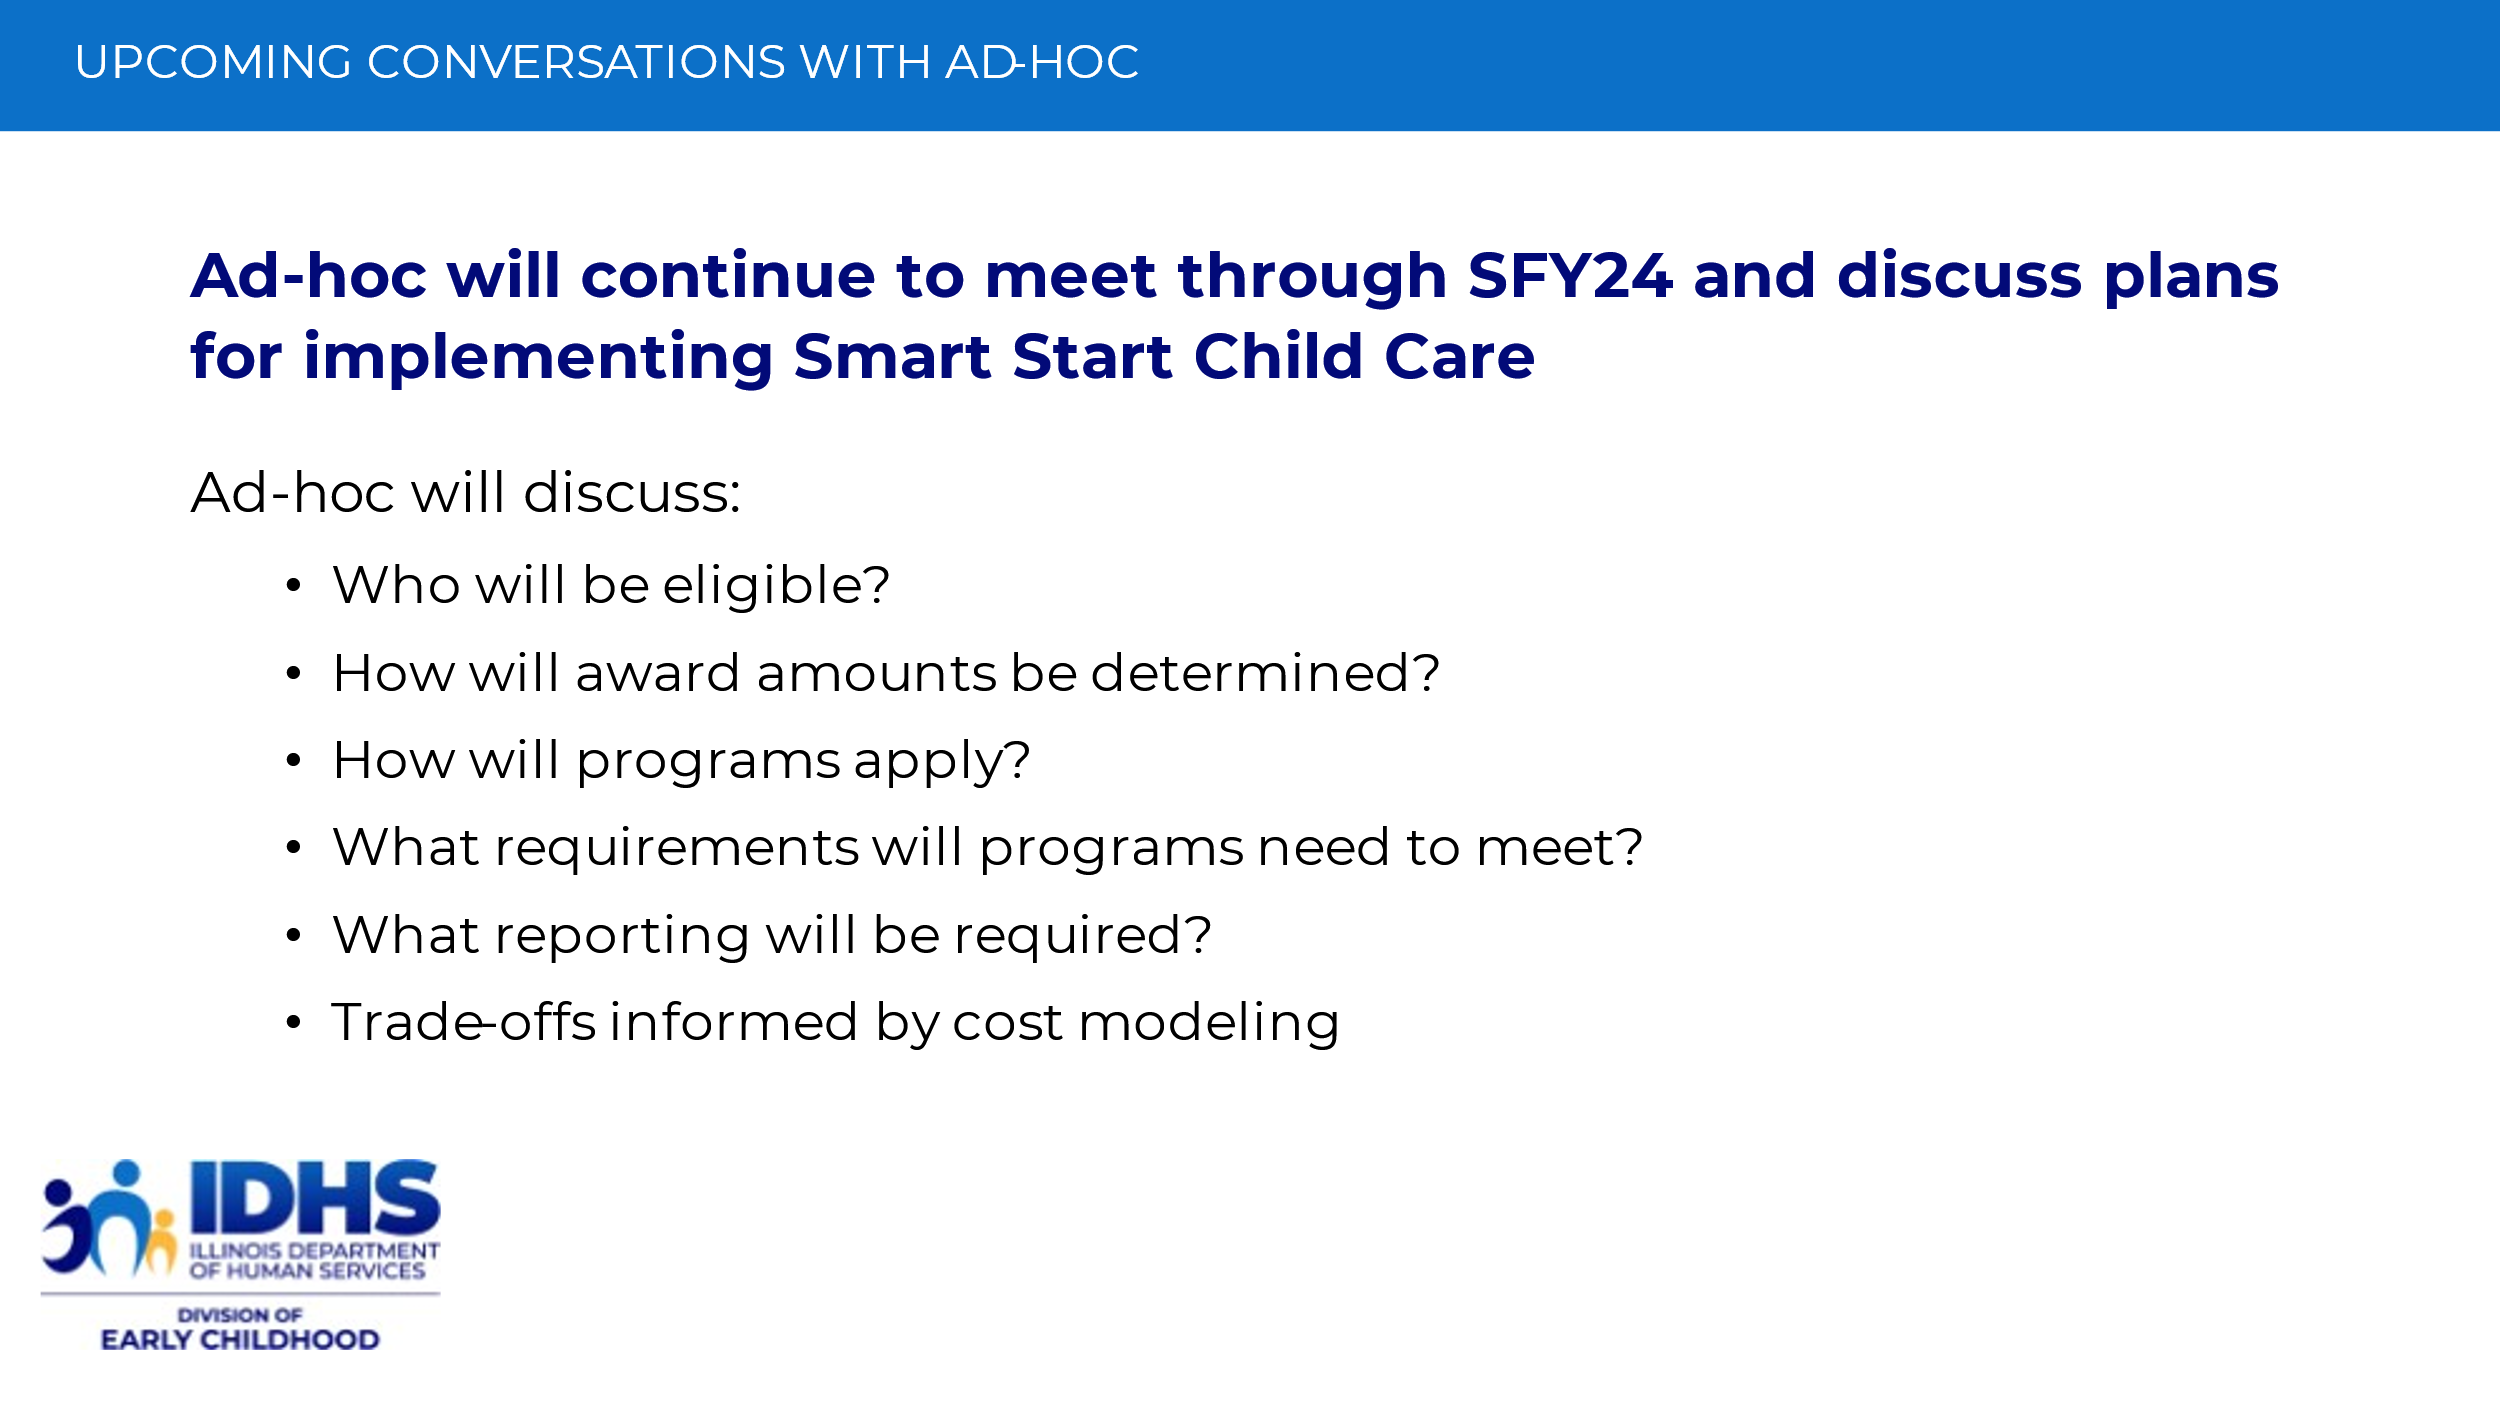 UPCOMING CONVERSATIONS WITH AD-HOC
Ad-hoc will continue to meet through SFY24 and discuss plans
for implementing Smart Start Child Care
Ad-hoc will discuss:
• Who will be eligible?
• How will award amounts be determined?
• How will programs apply?
• What requirements will programs need to meet?
• What reporting will be required?
• Trade-offs informed by cost modeling
IDHS
ILLINOIS DEPARTMENT
OF HUMAN SERVICES
DIVISION OF
EARLY CHILDHOOD